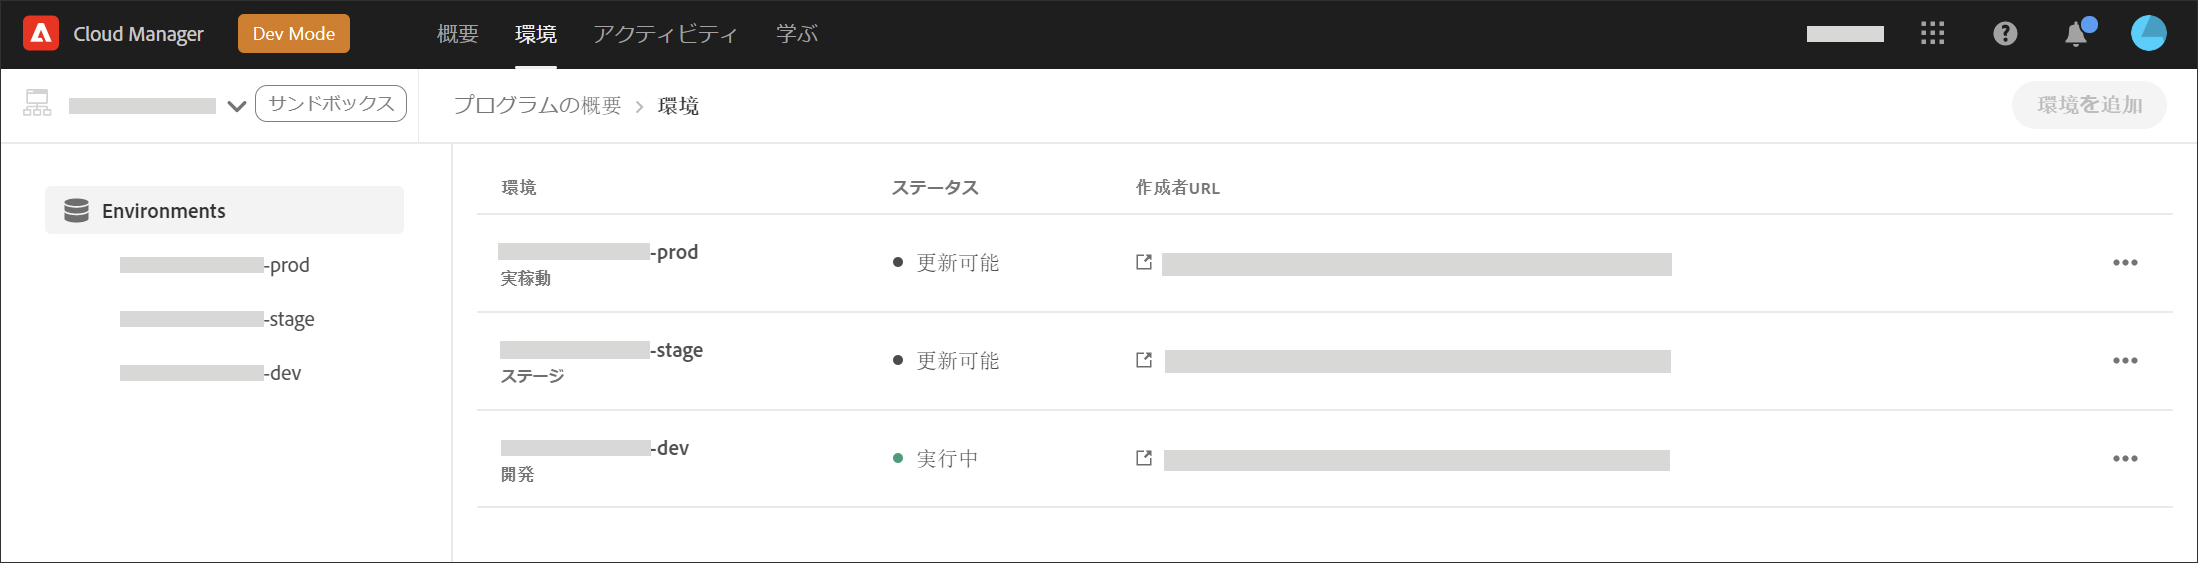 Cloud Manager Dev Mode 概要 環境 アクティビティ 学ぶ
サンドボックス プログラムの概要 環境 環境を追加
Environments
-prod
-stage
-dev
環境 ステータス 作成者URL
-prod
実稼動
更新可能
-stage
ステージ
更新可能
-dev
開発
実行中